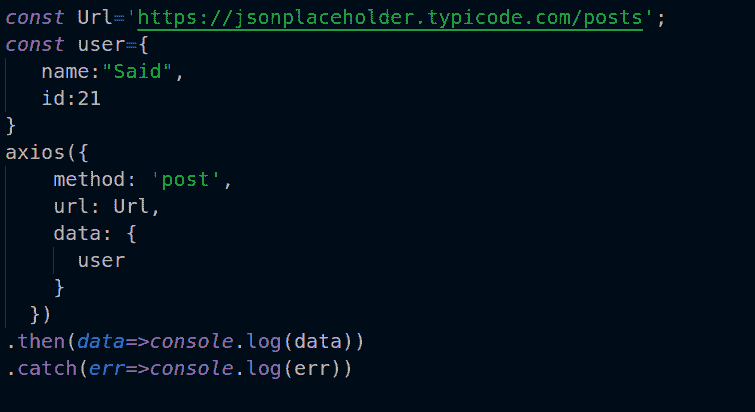 const Url='https://jsonplaceholder.typicode.com/posts';
const user={
name:"Said",
id:21
}
axios({
method: 'post',
url: Url,
data: {
user
}
})
.then(data=>console.log(data))
.catch(err=>console.log(err))